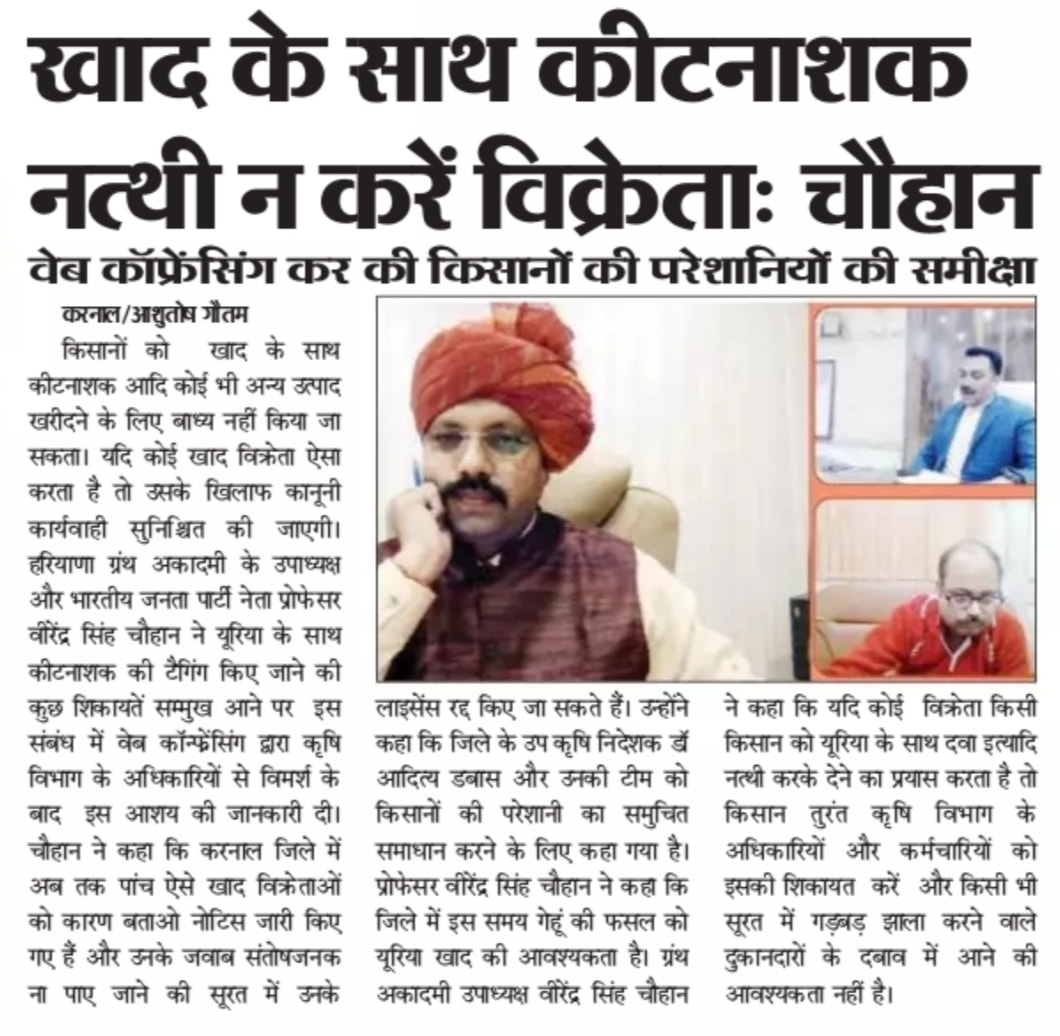 खाद के साथ कीटनाशक
नत्थी न करें विक्रेताः चौहान
वेब कॉफ्रेंसिंग कर की किसानों की परेशानियों की समीक्षा
करनाल/आशुतोष गौतम
किसानों को खाद के साथ
कीटनाशक आदि कोई भी अन्य उत्पाद
खरीदने के लिए बाध्य नहीं किया जा
सकता। यदि कोई खाद विक्रेता ऐसा
करता है तो उसके खिलाफ कानूनी
कार्यवाही सुनिश्चित की जाएगी।
हरियाणा ग्रंथ अकादमी के उपाध्यक्ष
और भारतीय जनता पार्टी नेता प्रोफेसर
वीरेंद्र सिंह चौहान ने यूरिया के साथ
कीटनाशक की टैगिंग किए जाने की
कुछ शिकायतें सम्मुख आने पर इस
संबंध में वेब कॉन्फ्रेंसिंग द्वारा कृषि
विभाग के अधिकारियों से विमर्श के
बाद इस आशय की जानकारी दी।
चौहान ने कहा कि करनाल जिले में
अब तक पांच ऐसे खाद विक्रेताओं
को कारण बताओ नोटिस जारी किए
गए हैं और उनके जवाब संतोषजनक
ना पाए जाने की सूरत में उनके
लाइसेंस रद्द किए जा सकते हैं। उन्होंने
कहा कि जिले के उप कृषि निदेशक डॉ
आदित्य डबास और उनकी टीम को
किसानों की परेशानी का समुचित
समाधान करने के लिए कहा गया है।
प्रोफेसर वीरेंद्र सिंह चौहान ने कहा कि
जिले में इस समय गेहूं की फसल को
यूरिया खाद की आवश्यकता है। ग्रंथ
अकादमी उपाध्यक्ष वीरेंद्र सिंह चौहान
ने कहा कि यदि कोई विक्रेता किसी
किसान को यूरिया के साथ दवा इत्यादि
नत्थी करके देने का प्रयास करता है तो
किसान तुरंत कृषि विभाग के
अधिकारियों और कर्मचारियों को
इसकी शिकायत करें और किसी भी
सूरत में गड़बड़ झाला करने वाले
दुकानदारों के दबाव में आने की
आवश्यकता नहीं है।